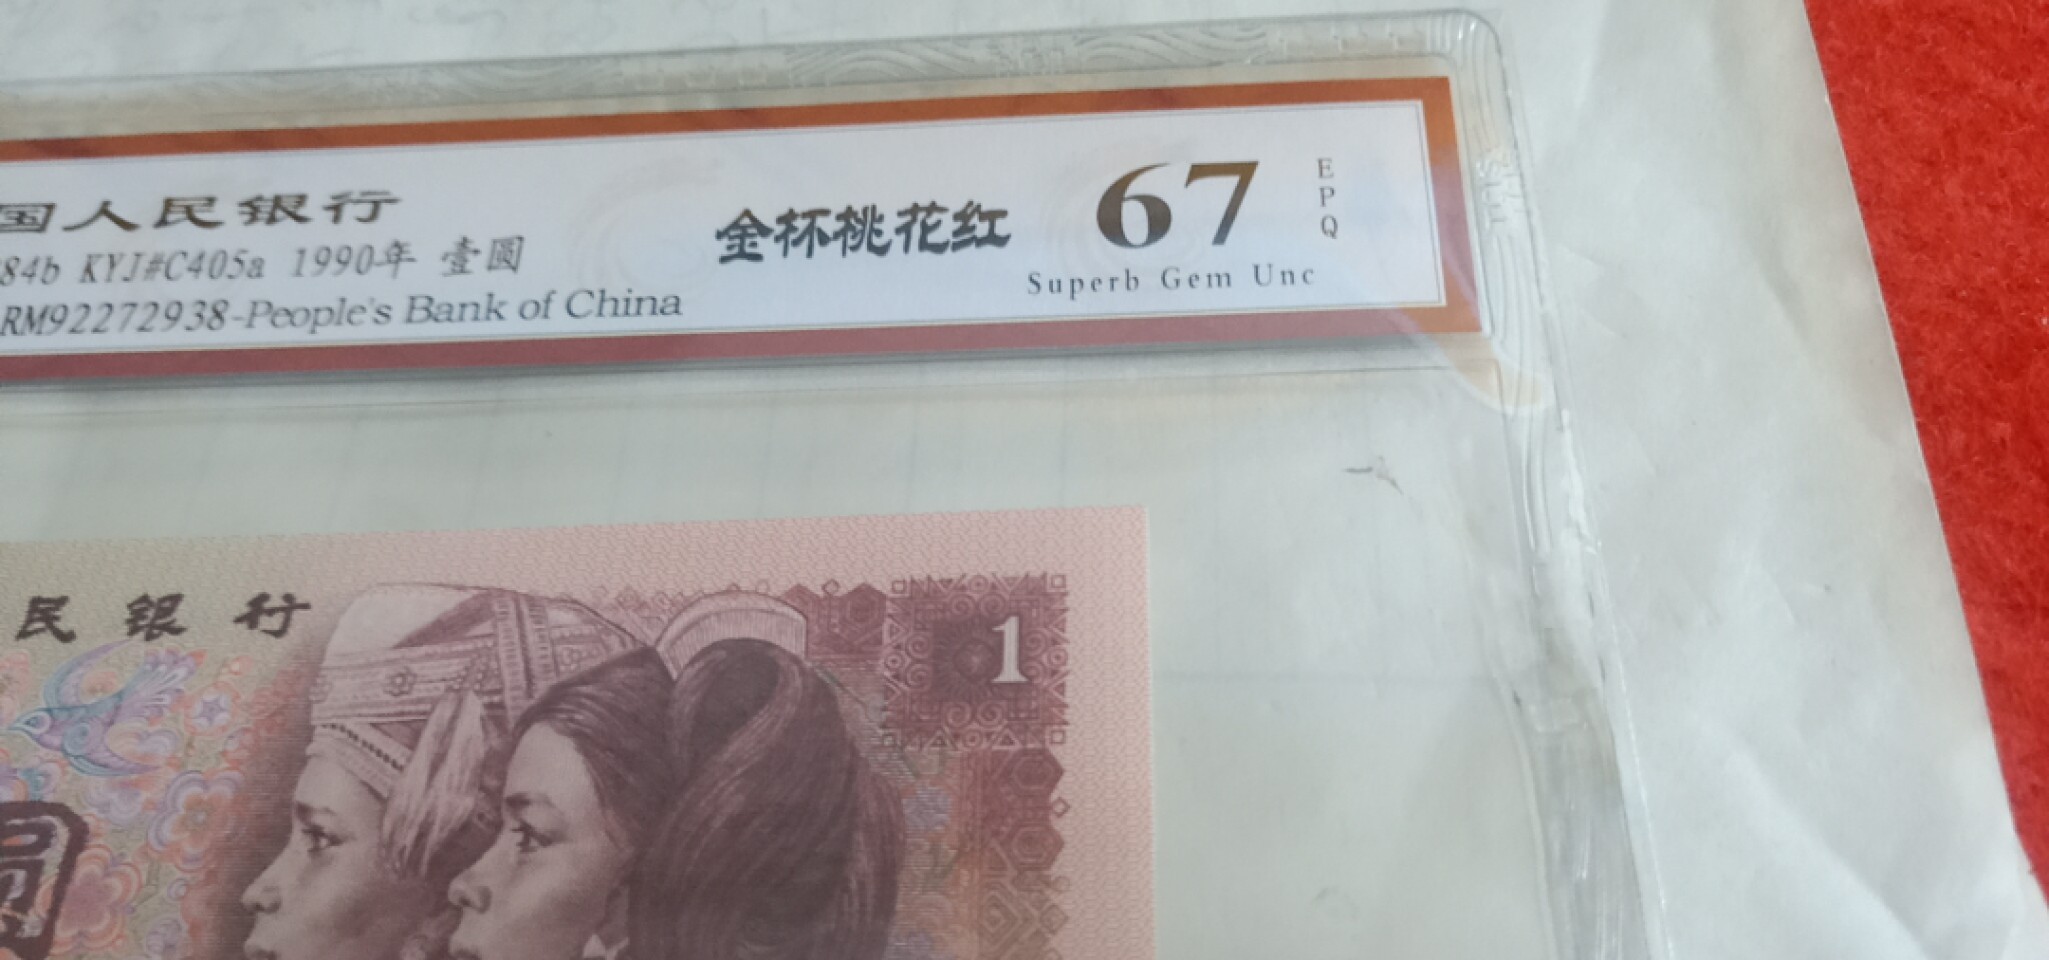 国人民银行
84b KYJ#C405a 1990年 壹圆
RM92272938-People's Bank of China
金杯桃花红
67
EPQ
Superb Gem Unc
民银行
1
圆